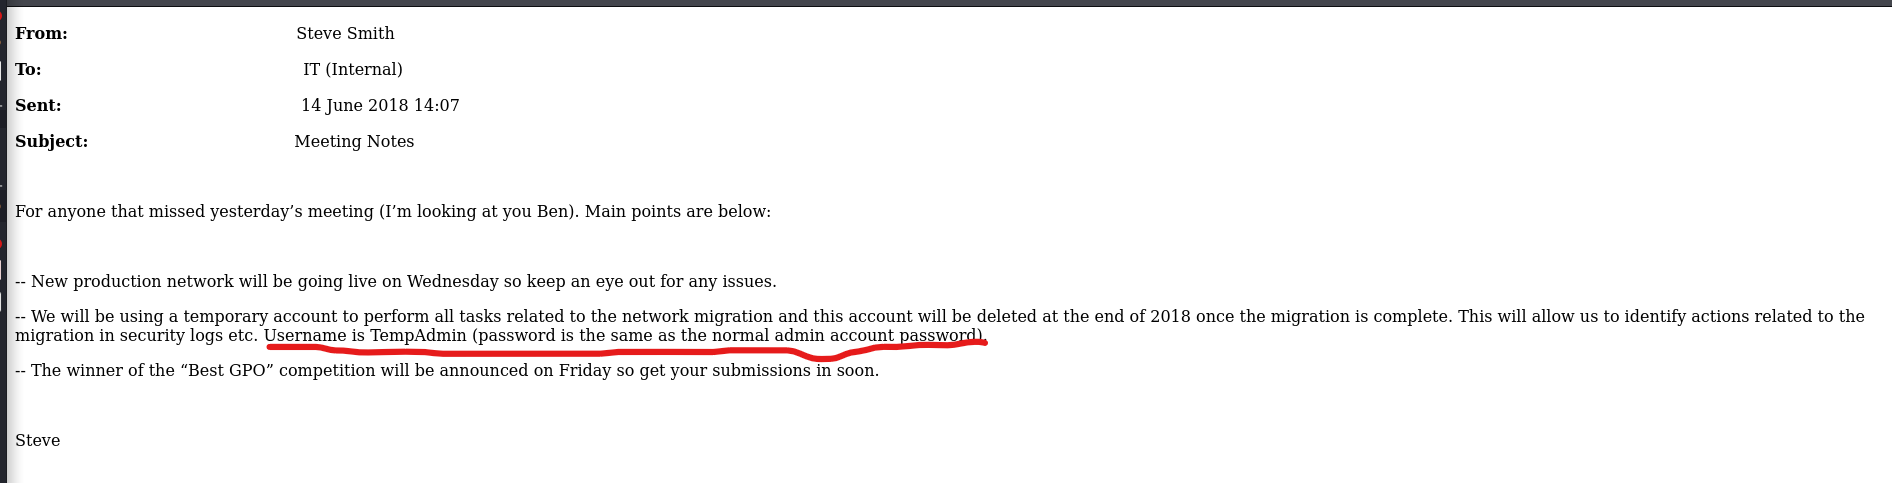 From: Steve Smith
To: IT (Internal)
Sent: 14 June 2018 14:07
Subject: Meeting Notes
For anyone that missed yesterday’s meeting (I’m looking at you Ben). Main points are below:
-- New production network will be going live on Wednesday so keep an eye out for any issues.
-- We will be using a temporary account to perform all tasks related to the network migration and this account will be deleted at the end of 2018 once the migration is complete. This will allow us to identify actions related to the
migration in security logs etc. Username is TempAdmin (password is the same as the normal admin account password).
-- The winner of the “Best GPO” competition will be announced on Friday so get your submissions in soon.
Steve